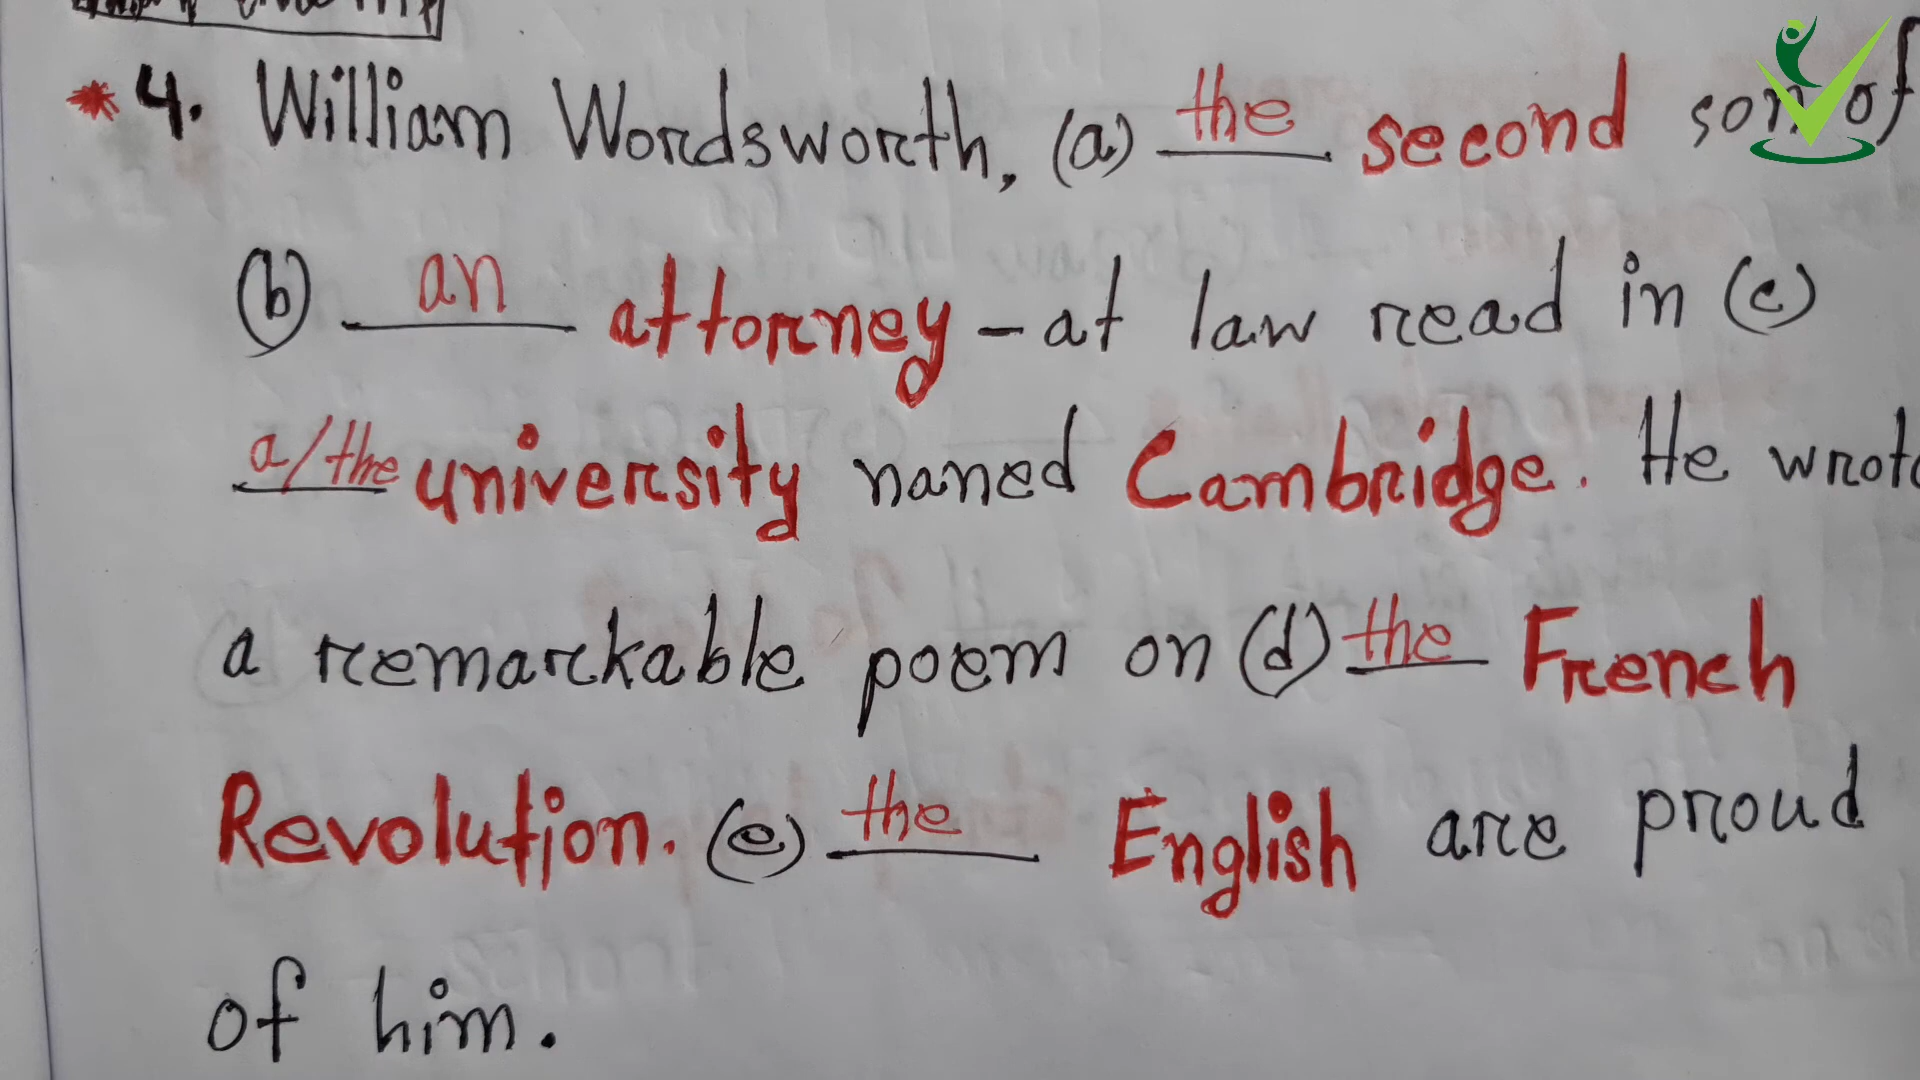 *4. William Wordsworth, (a) the second son of
(b) an attorney - at law read in (c)
a/the university named Cambridge. He wrote
a remarkable poem on (d) the French
Revolution. (e) the English are proud
of him.